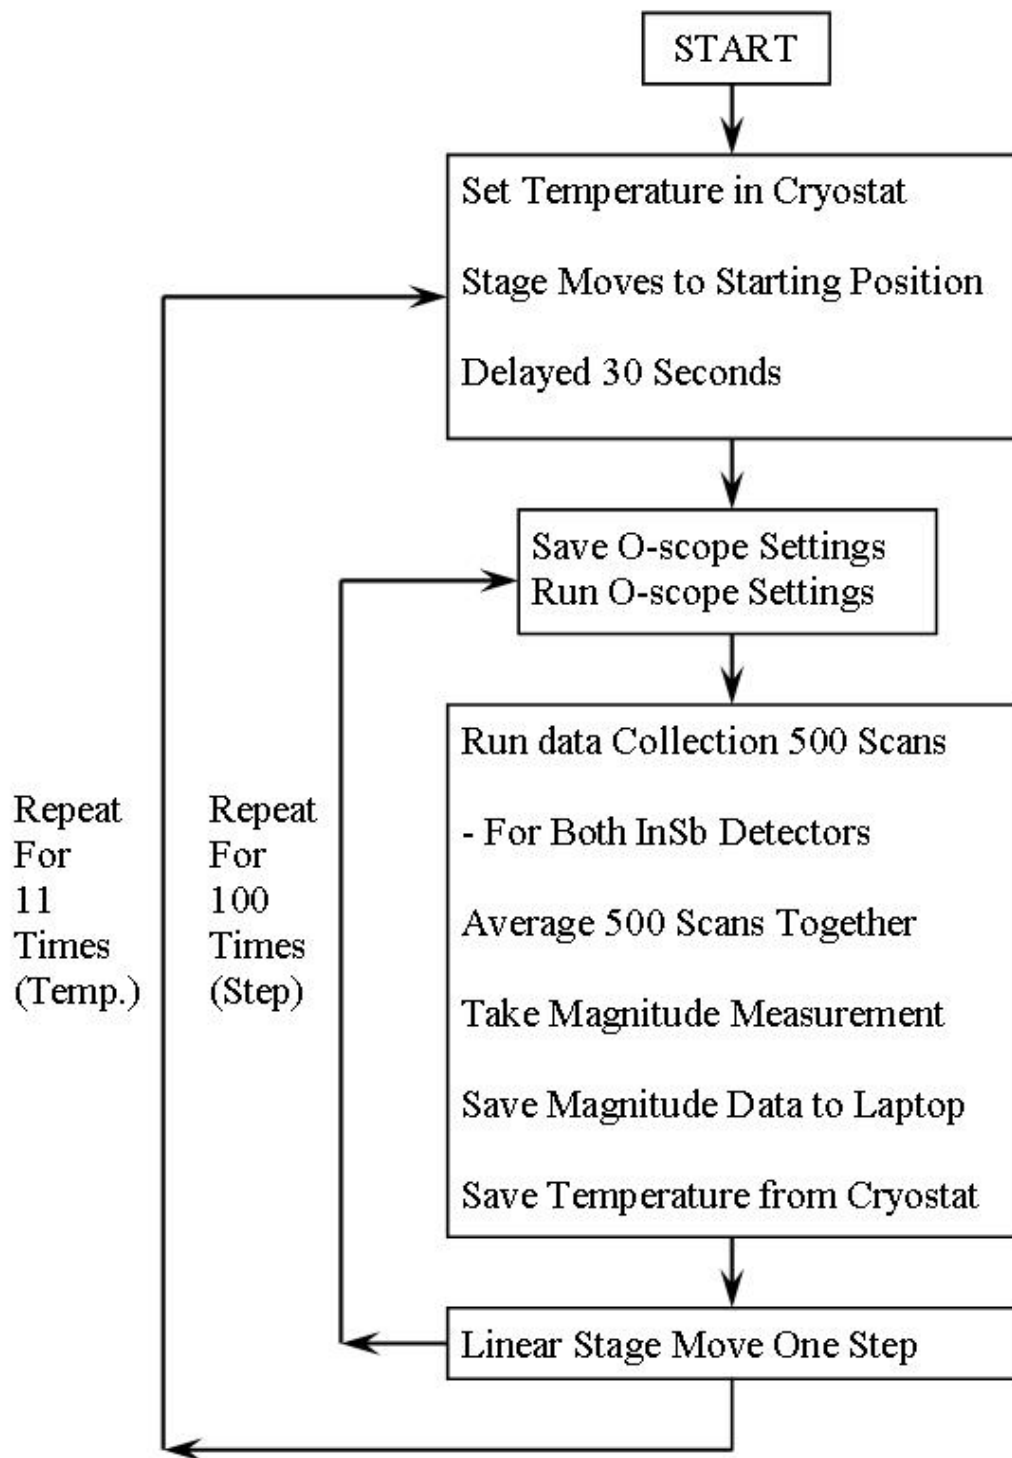 START
Set Temperature in Cryostat
Stage Moves to Starting Position
Delayed 30 Seconds
Save O-scope Settings
Run O-scope Settings
Run data Collection 500 Scans
- For Both InSb Detectors
Average 500 Scans Together
Take Magnitude Measurement
Save Magnitude Data to Laptop
Save Temperature from Cryostat
Linear Stage Move One Step
Repeat
For
11
Times
(Temp.)
Repeat
For
100
Times
(Step)